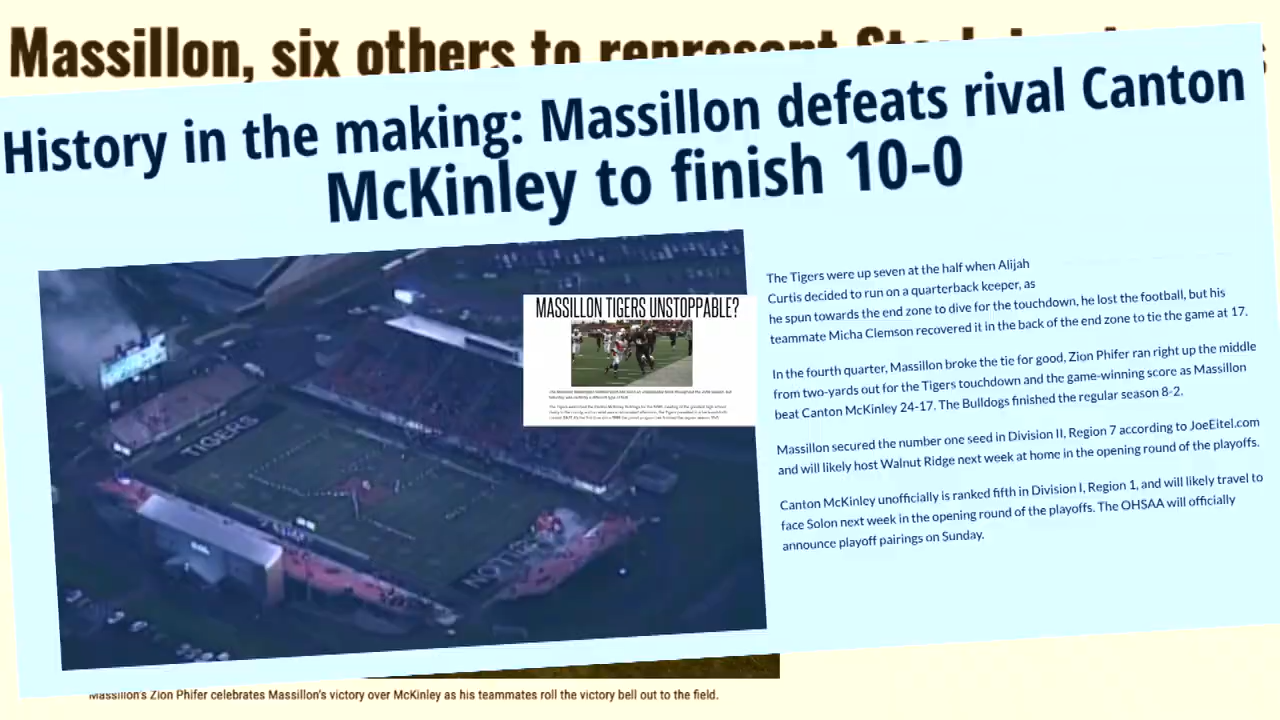 Massillon, six others to represent
History in the making: Massillon defeats rival Canton
McKinley to finish 10-0
The Tigers were up seven at the half when Alijah
Curtis decided to run on a quarterback keeper, as
he spun towards the end zone to dive for the touchdown, he lost the football, but his
teammate Micha Clemson recovered it in the back of the end zone to tie the game at 17.
In the fourth quarter, Massillon broke the tie for good, Zion Phifer ran right up the middle
from two-yards out for the Tigers touchdown and the game-winning score as Massillon
beat Canton McKinley 24-17. The Bulldogs finished the regular season 8-2.
Massillon secured the number one seed in Division II, Region 7 according to JoeEitel.com
and will likely host Walnut Ridge next week at home in the opening round of the playoffs.
Canton McKinley unofficially is ranked fifth in Division I, Region 1, and will likely travel to
face Solon next week in the opening round of the playoffs. The OHSAA will officially
announce playoff pairings on Sunday.
MASSILLON TIGERS UNSTOPPABLE?
TIGERS
Massillon's Zion Phifer celebrates Massillon's victory over McKinley as his teammates roll the victory bell out to the field.